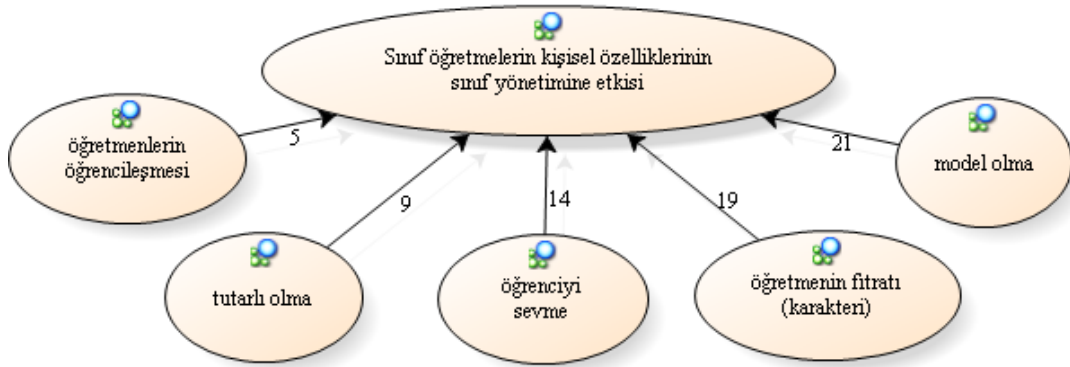 Sınıf öğretmelerin kişisel özelliklerinin
sınıf yönetimine etkisi
öğretmenlerin
öğrencileşmesi
5
21
model olma
9
14
19
tutarlı olma
öğrenciyi
sevme
öğretmenin fıtratı
(karakteri)